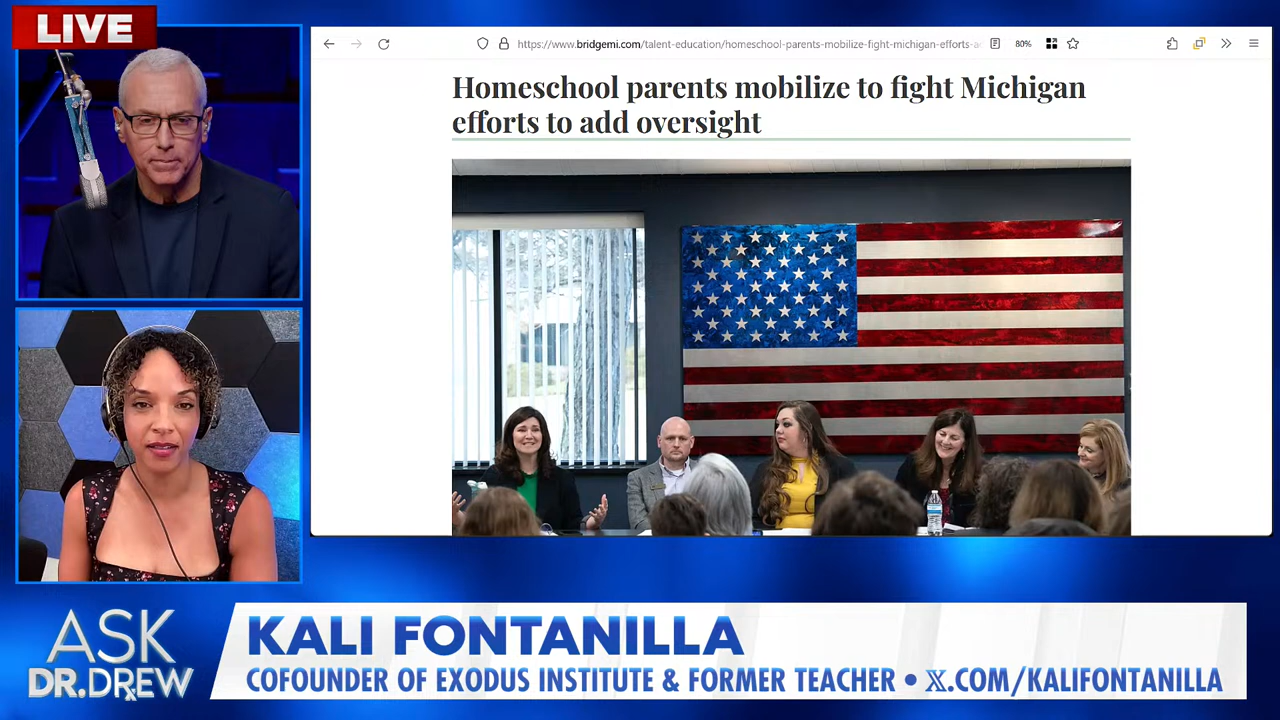 LIVE
https://www.bridgemi.com/talent-education/homeschool-parents-mobilize-fight-michigan-efforts-a
80%
Homeschool parents mobilize to fight Michigan
efforts to add oversight
ASK
DR.DREW
KALI FONTANILLA
COFOUNDER OF EXODUS INSTITUTE & FORMER TEACHER • X.COM/KALIFONTANILLA